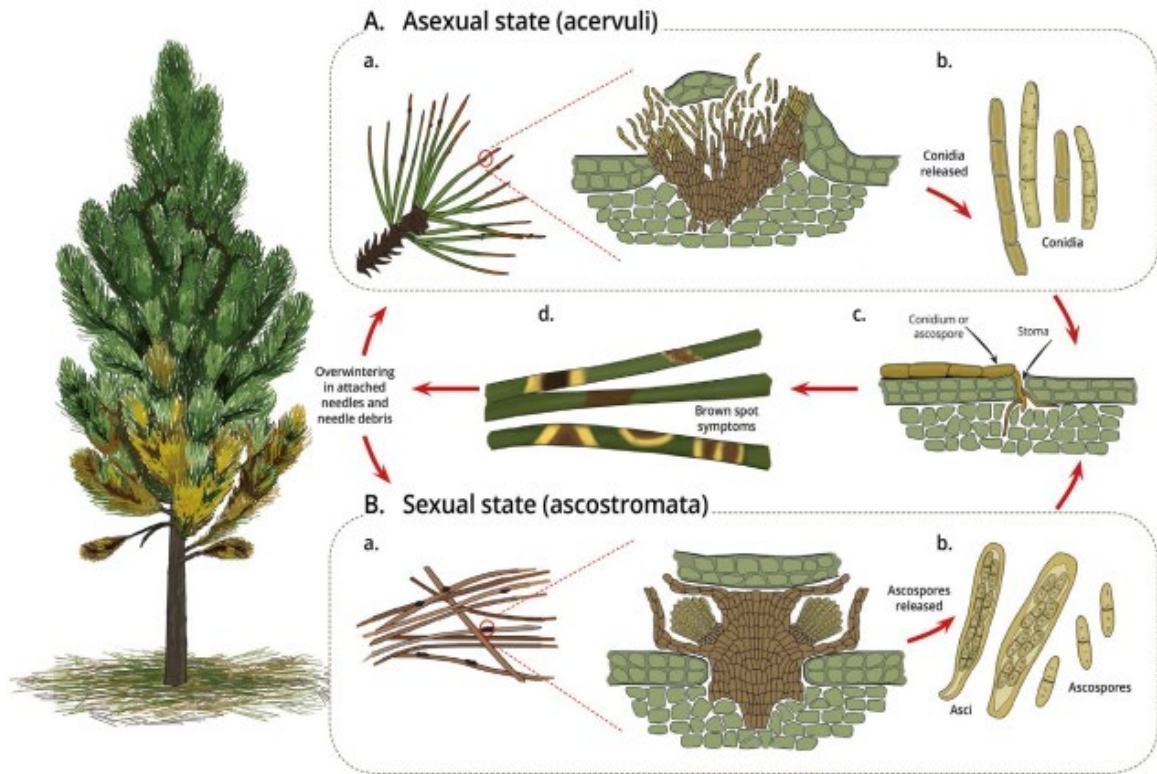 A. Asexual state (acervuli)
a.
b.
Conidia
released
Conidia
Overwintering
in attached
needles and
needle debris
d.
Brown spot
symptoms
c.
Conidium or
ascospore
Stoma
B. Sexual state (ascostromata)
a.
b.
Ascospores
released
Asci
Ascospores